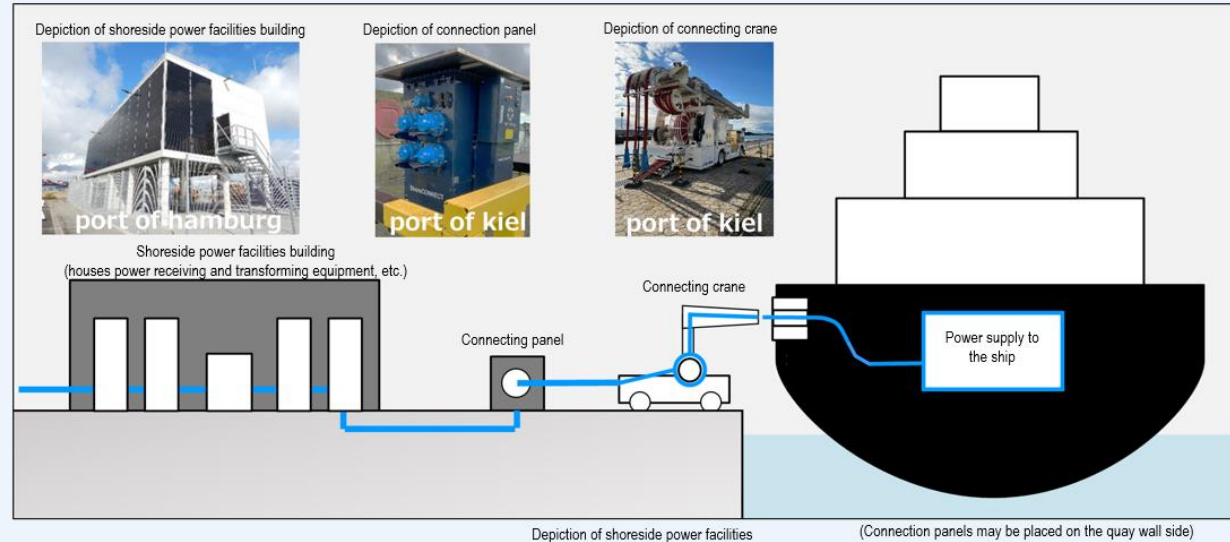 Depiction of shoreside power facilities building
Depiction of connection panel
Depiction of connecting crane
port of hamburg
port of kiel
port of kiel
Shoreside power facilities building
(houses power receiving and transforming equipment, etc.)
Connecting crane
Connecting panel
Power supply to
the ship
Depiction of shoreside power facilities
(Connection panels may be placed on the quay wall side)